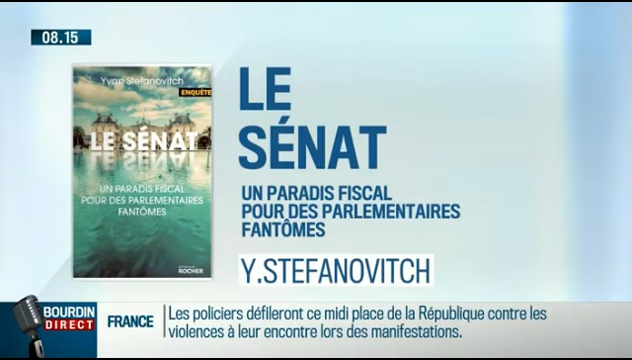 08.15
Yvan Stefanovitch
ENQUÊTE
LE SÉNAT
UN PARADIS FISCAL
POUR DES PARLEMENTAIRES
FANTÔMES
ROCHER
LE
SÉNAT
UN PARADIS FISCAL
POUR DES PARLEMENTAIRES
FANTÔMES
Y.STEFANOVITCH
BOURDIN
DIRECT
FRANCE
Les policiers défileront ce midi place de la République contre les
violences à leur encontre lors des manifestations.